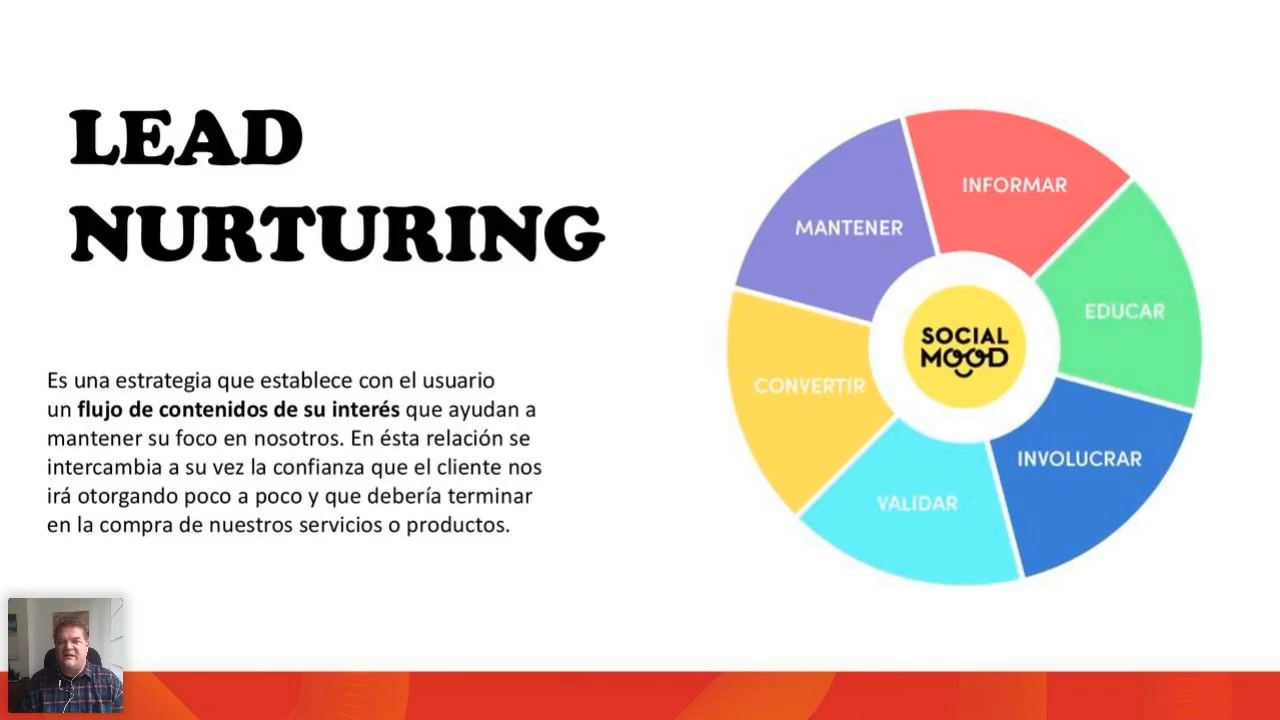 LEAD
NURTURING
Es una estrategia que establece con el usuario
un flujo de contenidos de su interés que ayudan a
mantener su foco en nosotros. En ésta relación se
intercambia a su vez la confianza que el cliente nos
irá otorgando poco a poco y que debería terminar
en la compra de nuestros servicios o productos.
INFORMAR
EDUCAR
INVOLUCRAR
VALIDAR
CONVERTIR
MANTENER
SOCIAL
MOOD